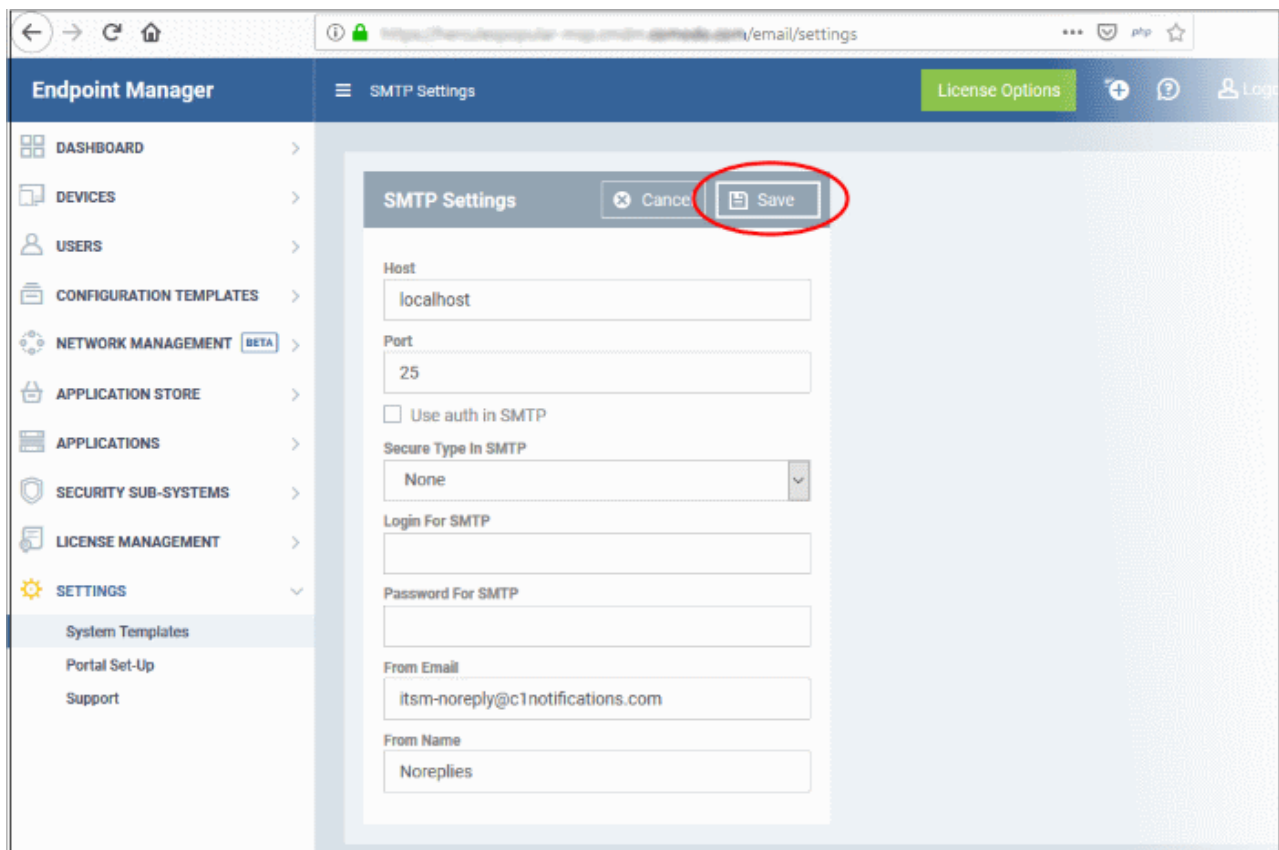 /email/settings
php
Endpoint Manager
SMTP Settings
License Options
DASHBOARD
DEVICES
USERS
CONFIGURATION TEMPLATES
NETWORK MANAGEMENT BETA
APPLICATION STORE
APPLICATIONS
SECURITY SUB-SYSTEMS
LICENSE MANAGEMENT
SETTINGS
System Templates
Portal Set-Up
Support
SMTP Settings
Cance
Save
Host
localhost
Port
25
Use auth in SMTP
Secure Type In SMTP
None
Login For SMTP
Password For SMTP
From Email
itsm-noreply@c1notifications.com
From Name
Noreplies